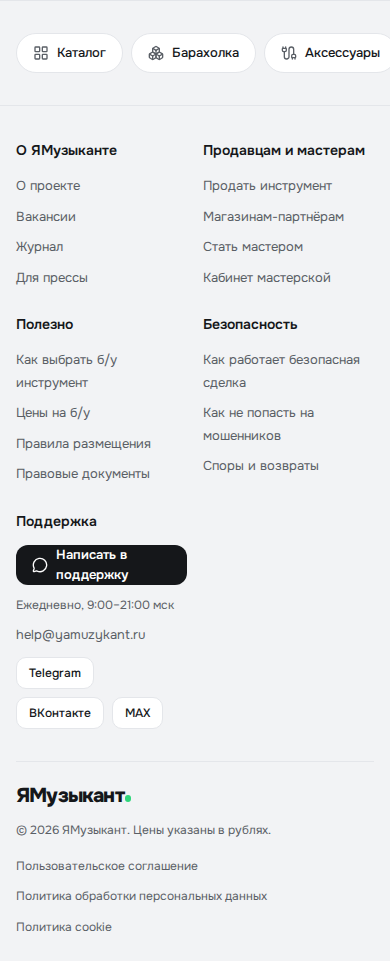 Каталог
Барахолка
Аксессуары
О ЯМузыканте
О проекте
Вакансии
Журнал
Для прессы
Продавцам и мастерам
Продать инструмент
Магазинам-партнёрам
Стать мастером
Кабинет мастерской
Полезно
Как выбрать б/у
инструмент
Цены на б/у
Правила размещения
Правовые документы
Безопасность
Как работает безопасная
сделка
Как не попасть на
мошенников
Споры и возвраты
Поддержка
Написать в
поддержку
Ежедневно, 9:00–21:00 мск
help@yamuzykant.ru
Telegram
ВКонтакте
MAX
ЯМузыкант.
© 2026 ЯМузыкант. Цены указаны в рублях.
Пользовательское соглашение
Политика обработки персональных данных
Политика cookie